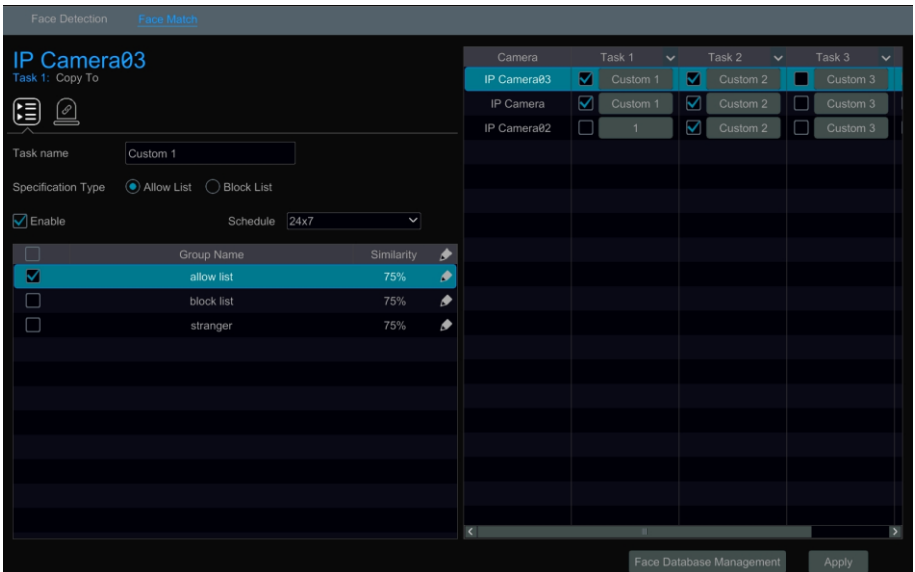 Face Detection Face Match
IP Camera03
Task 1: Copy To
Task name Custom 1
Specification Type Allow List Block List
Enable Schedule 24x7
Group Name Similarity
allow list 75%
block list 75%
stranger 75%
Camera Task 1 Task 2 Task 3
IP Camera03 Custom 1 Custom 2 Custom 3
IP Camera Custom 1 Custom 2 Custom 3
IP Camera02 1 Custom 2 Custom 3
Face Database Management Apply